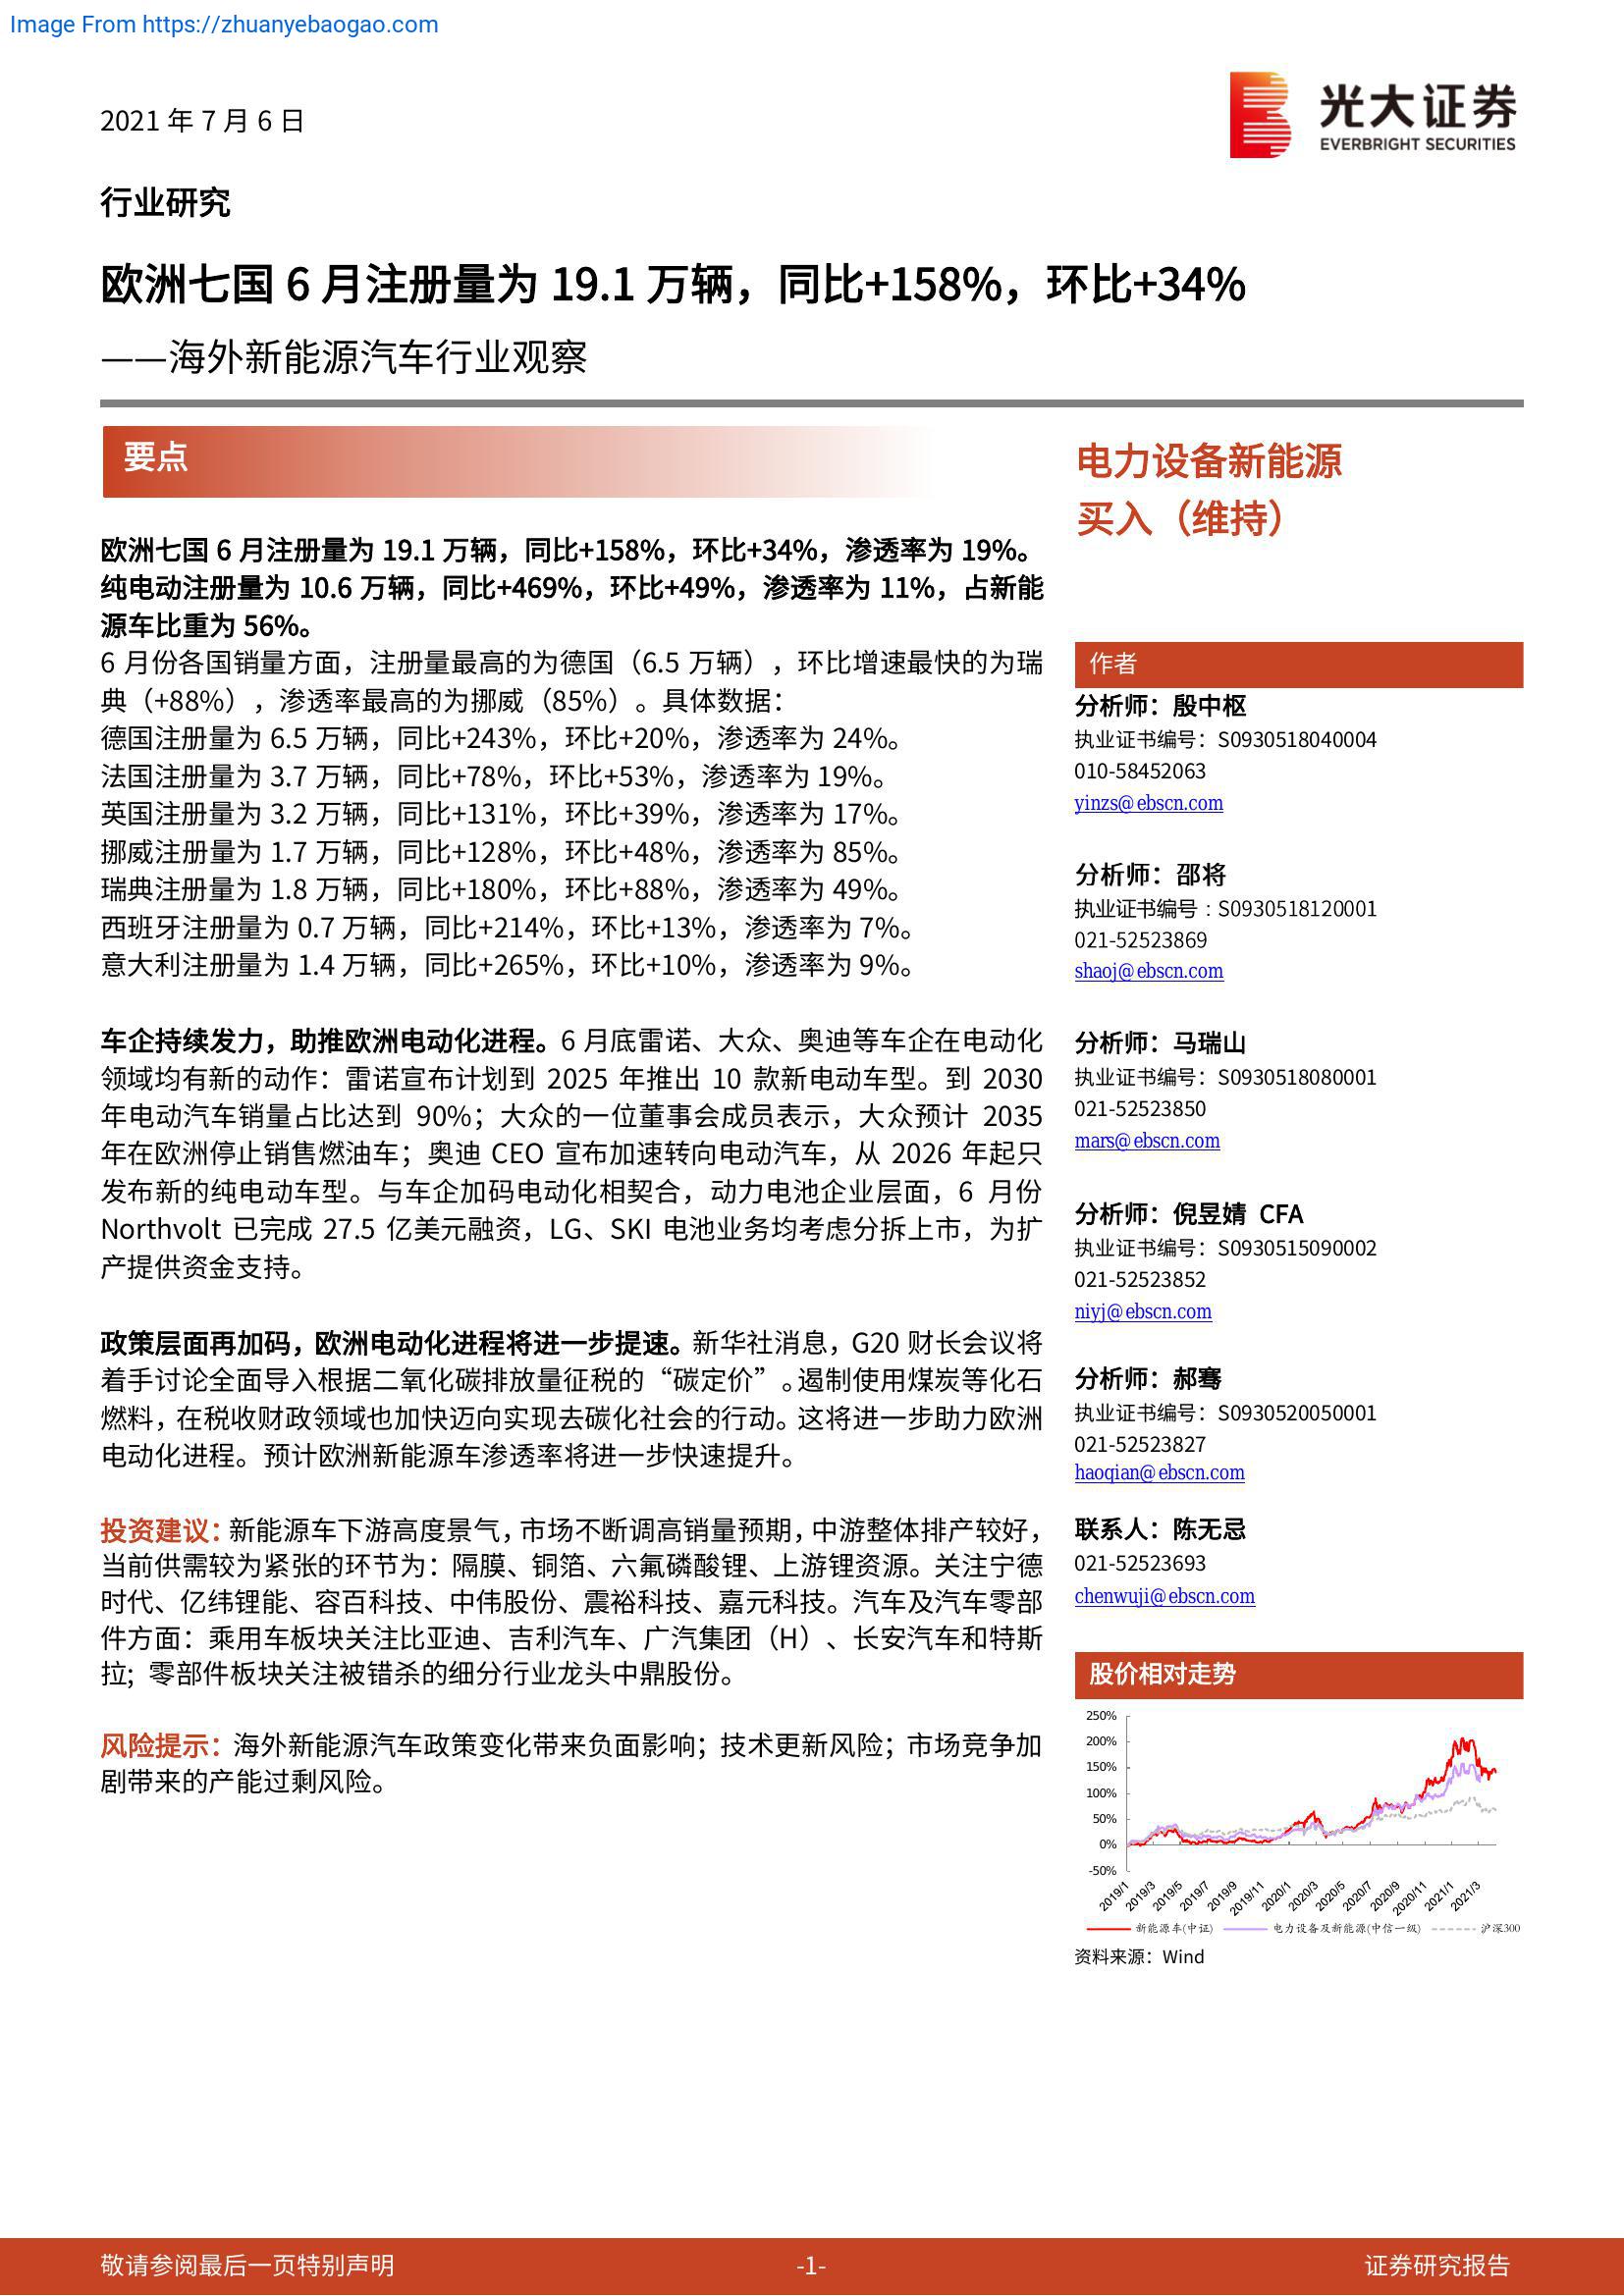 Image From https://zhuanyebaogao.com
2021 年 7 月 6 日
光大证券
EVERBRIGHT SECURITIES
行业研究
欧洲七国 6 月注册量为 19.1 万辆，同比+158%，环比+34%
——海外新能源汽车行业观察
要点
欧洲七国 6 月注册量为 19.1 万辆，同比+158%，环比+34%，渗透率为 19%。
纯电动注册量为 10.6 万辆，同比+469%，环比+49%，渗透率为 11%，占新能
源车比重为 56%。
6 月份各国销量方面，注册量最高的为德国（6.5 万辆），环比增速最快的为瑞
典（+88%），渗透率最高的为挪威（85%）。具体数据：
德国注册量为 6.5 万辆，同比+243%，环比+20%，渗透率为 24%。
法国注册量为 3.7 万辆，同比+78%，环比+53%，渗透率为 19%。
英国注册量为 3.2 万辆，同比+131%，环比+39%，渗透率为 17%。
挪威注册量为 1.7 万辆，同比+128%，环比+48%，渗透率为 85%。
瑞典注册量为 1.8 万辆，同比+180%，环比+88%，渗透率为 49%。
西班牙注册量为 0.7 万辆，同比+214%，环比+13%，渗透率为 7%。
意大利注册量为 1.4 万辆，同比+265%，环比+10%，渗透率为 9%。
车企持续发力，助推欧洲电动化进程。6 月底雷诺、大众、奥迪等车企在电动化
领域均有新的动作：雷诺宣布计划到 2025 年推出 10 款新电动车型。到 2030
年电动汽车销量占比达到 90%；大众的一位董事会成员表示，大众预计 2035
年在欧洲停止销售燃油车；奥迪 CEO 宣布加速转向电动汽车，从 2026 年起只
发布新的纯电动车型。与车企加码电动化相契合，动力电池企业层面，6 月份
Northvolt 已完成 27.5 亿美元融资，LG、SKI 电池业务均考虑分拆上市，为扩
产提供资金支持。
政策层面再加码，欧洲电动化进程将进一步提速。新华社消息，G20 财长会议将
着手讨论全面导入根据二氧化碳排放量征税的“碳定价”。遏制使用煤炭等化石
燃料，在税收财政领域也加快迈向实现去碳化社会的行动。这将进一步助力欧洲
电动化进程。预计欧洲新能源车渗透率将进一步快速提升。
投资建议：新能源车下游高度景气，市场不断调高销量预期，中游整体排产较好，
当前供需较为紧张的环节为：隔膜、铜箔、六氟磷酸锂、上游锂资源。关注宁德
时代、亿纬锂能、容百科技、中伟股份、震裕科技、嘉元科技。汽车及汽车零部
件方面：乘用车板块关注比亚迪、吉利汽车、广汽集团（H）、长安汽车和特斯
拉; 零部件板块关注被错杀的细分行业龙头中鼎股份。
风险提示：海外新能源汽车政策变化带来负面影响；技术更新风险；市场竞争加
剧带来的产能过剩风险。
电力设备新能源
买入（维持）
作者
分析师：殷中枢
执业证书编号：S0930518040004
010-58452063
yinzs@ebscn.com
分析师：邵将
执业证书编号：S0930518120001
021-52523869
shaoj@ebscn.com
分析师：马瑞山
执业证书编号：S0930518080001
021-52523850
mars@ebscn.com
分析师：倪昱婧 CFA
执业证书编号：S0930515090002
021-52523852
niyj@ebscn.com
分析师：郝骞
执业证书编号：S0930520050001
021-52523827
haoqian@ebscn.com
联系人：陈无忌
021-52523693
chenwuji@ebscn.com
股价相对走势
250%
200%
150%
100%
50%
0%
-50%
2019/1 2019/3 2019/5 2019/7 2019/9 2019/11 2020/1 2020/3 2020/5 2020/7 2020/9 2020/11 2021/1 2021/3
新能源车(中证) 电力设备及新能源(中信一级) 沪深300
资料来源：Wind
敬请参阅最后一页特别声明 -1- 证券研究报告